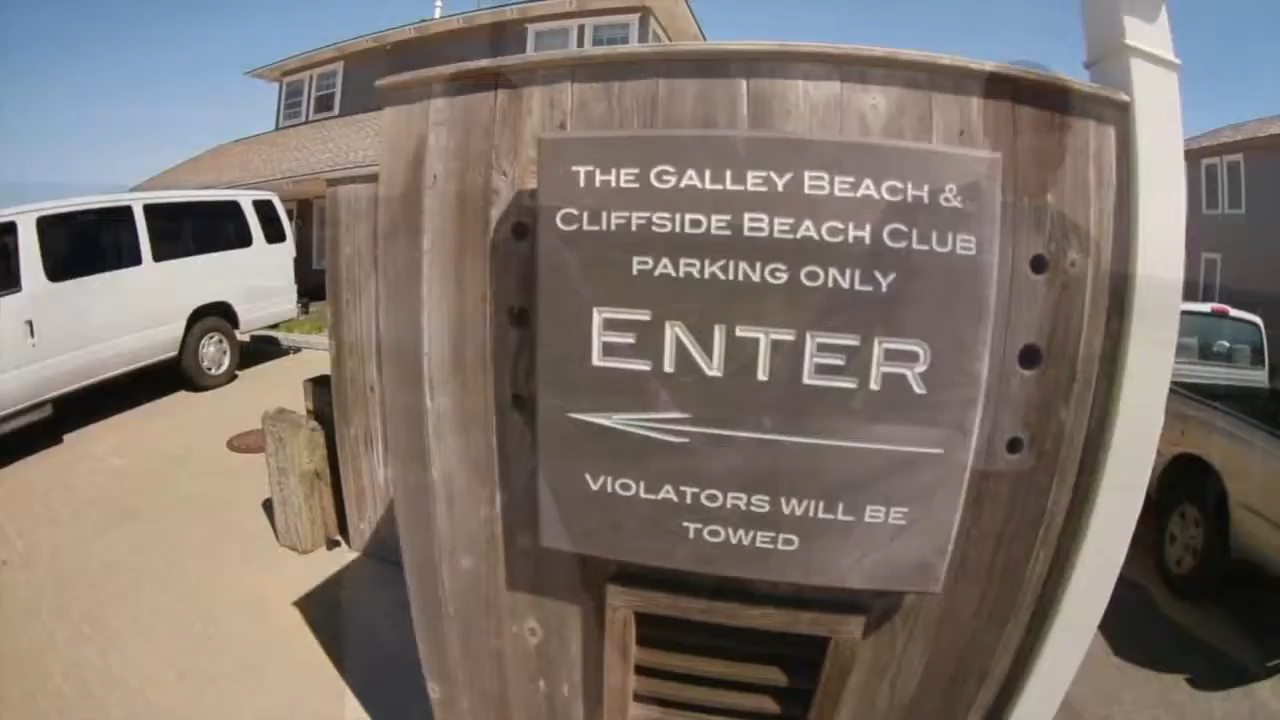 THE GALLEY BEACH &
CLIFFSIDE BEACH CLUB
PARKING ONLY
ENTER
VIOLATORS WILL BE
TOWED